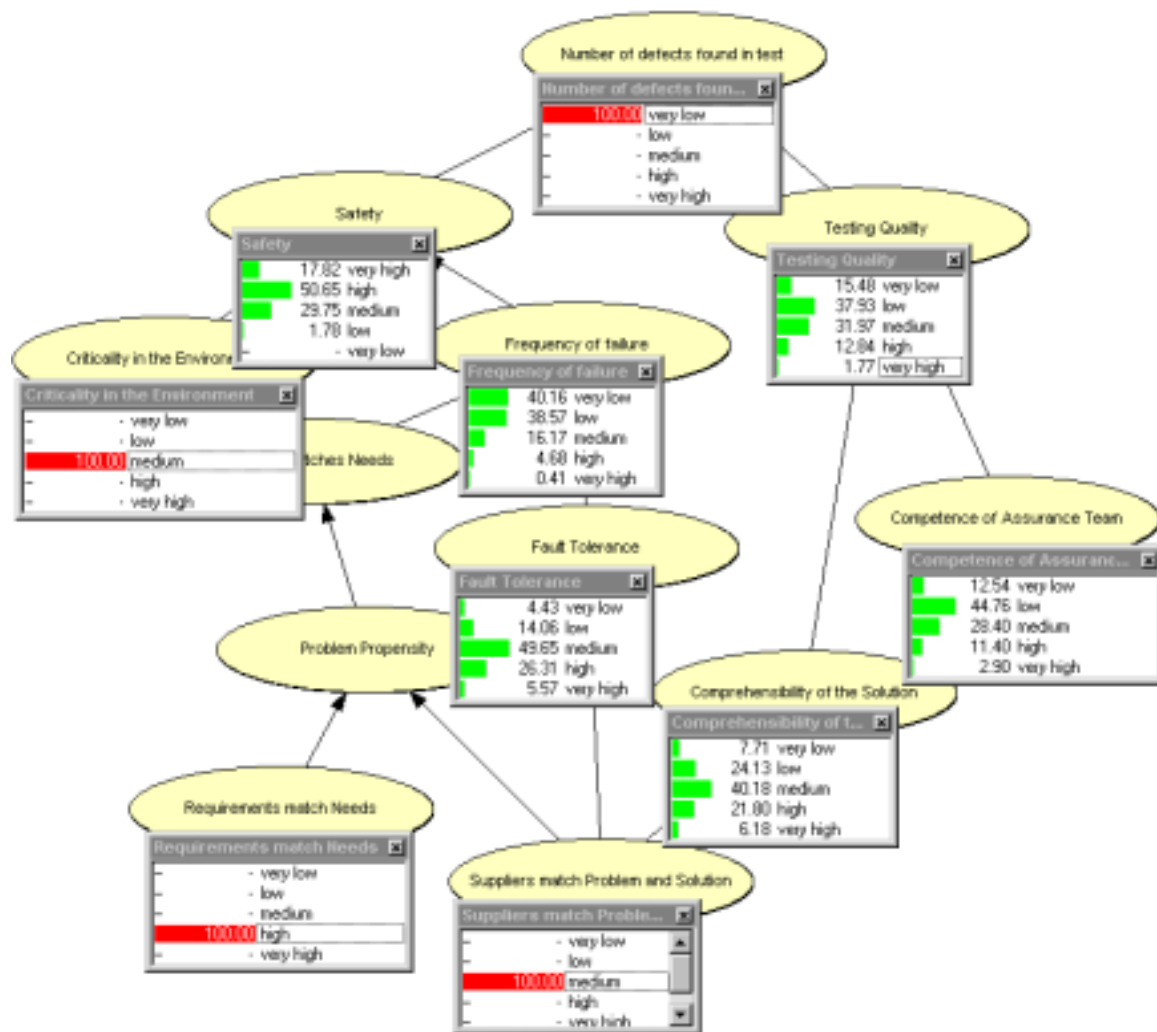 Number of defects found in test
Number of defects foun...
100.00 very low
- low
- medium
- high
- very high
Safety
Safety
17.82 very high
50.65 high
29.75 medium
1.78 low
- very low
Testing Quality
Testing Quality
15.48 very low
37.93 low
31.97 medium
12.84 high
1.77 very high
Criticality in the Environ
Criticality in the Environment
- very low
- low
100.00 medium
- high
- very high
Frequency of failure
Frequency of failure
40.16 very low
38.57 low
16.17 medium
4.68 high
0.41 very high
tches Needs
Competence of Assurance Team
Competence of Assuranc...
12.54 very low
44.76 low
28.40 medium
11.40 high
2.90 very high
Fault Tolerance
Fault Tolerance
4.43 very low
14.06 low
49.65 medium
26.31 high
5.57 very high
Problem Propensity
Comprehensibility of the Solution
Comprehensibility of t...
7.71 very low
24.13 low
40.18 medium
21.80 high
6.18 very high
Requirements match Needs
Requirements match Needs
- very low
- low
- medium
100.00 high
- very high
Suppliers match Problem and Solution
Suppliers match Proble...
- very low
- low
100.00 medium
- high
- very high